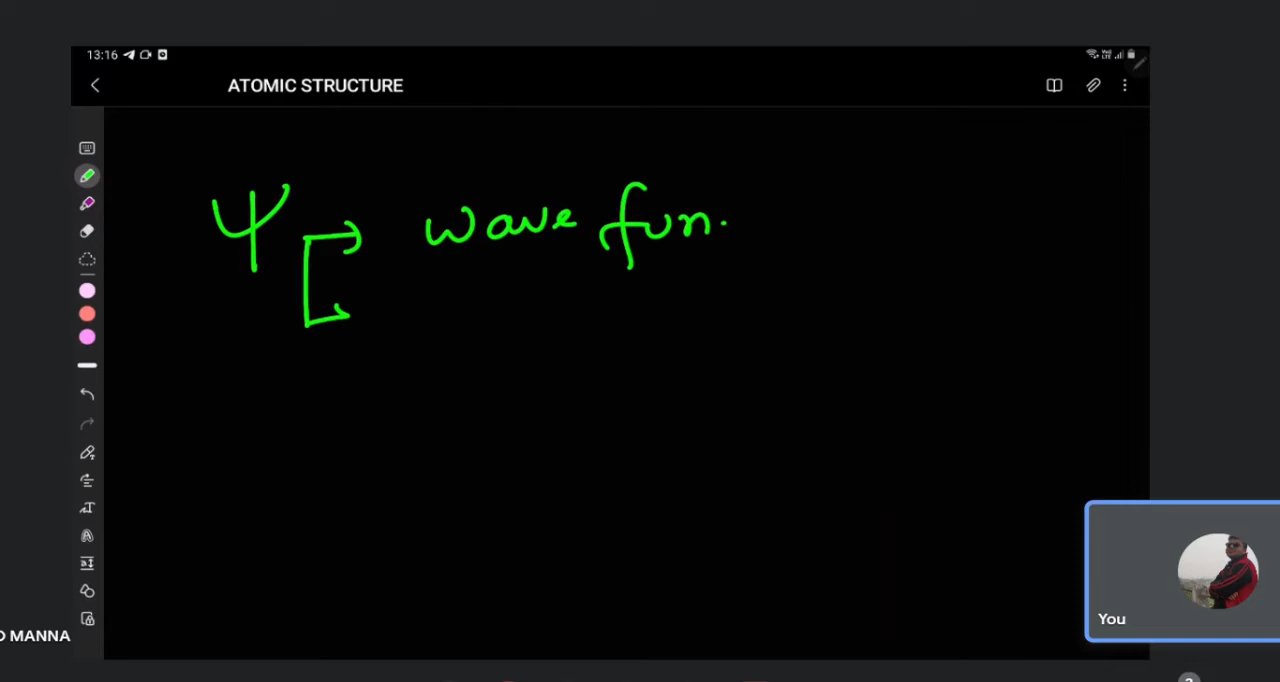 13:16
ATOMIC STRUCTURE
ψ → wave fun.
You
O MANNA